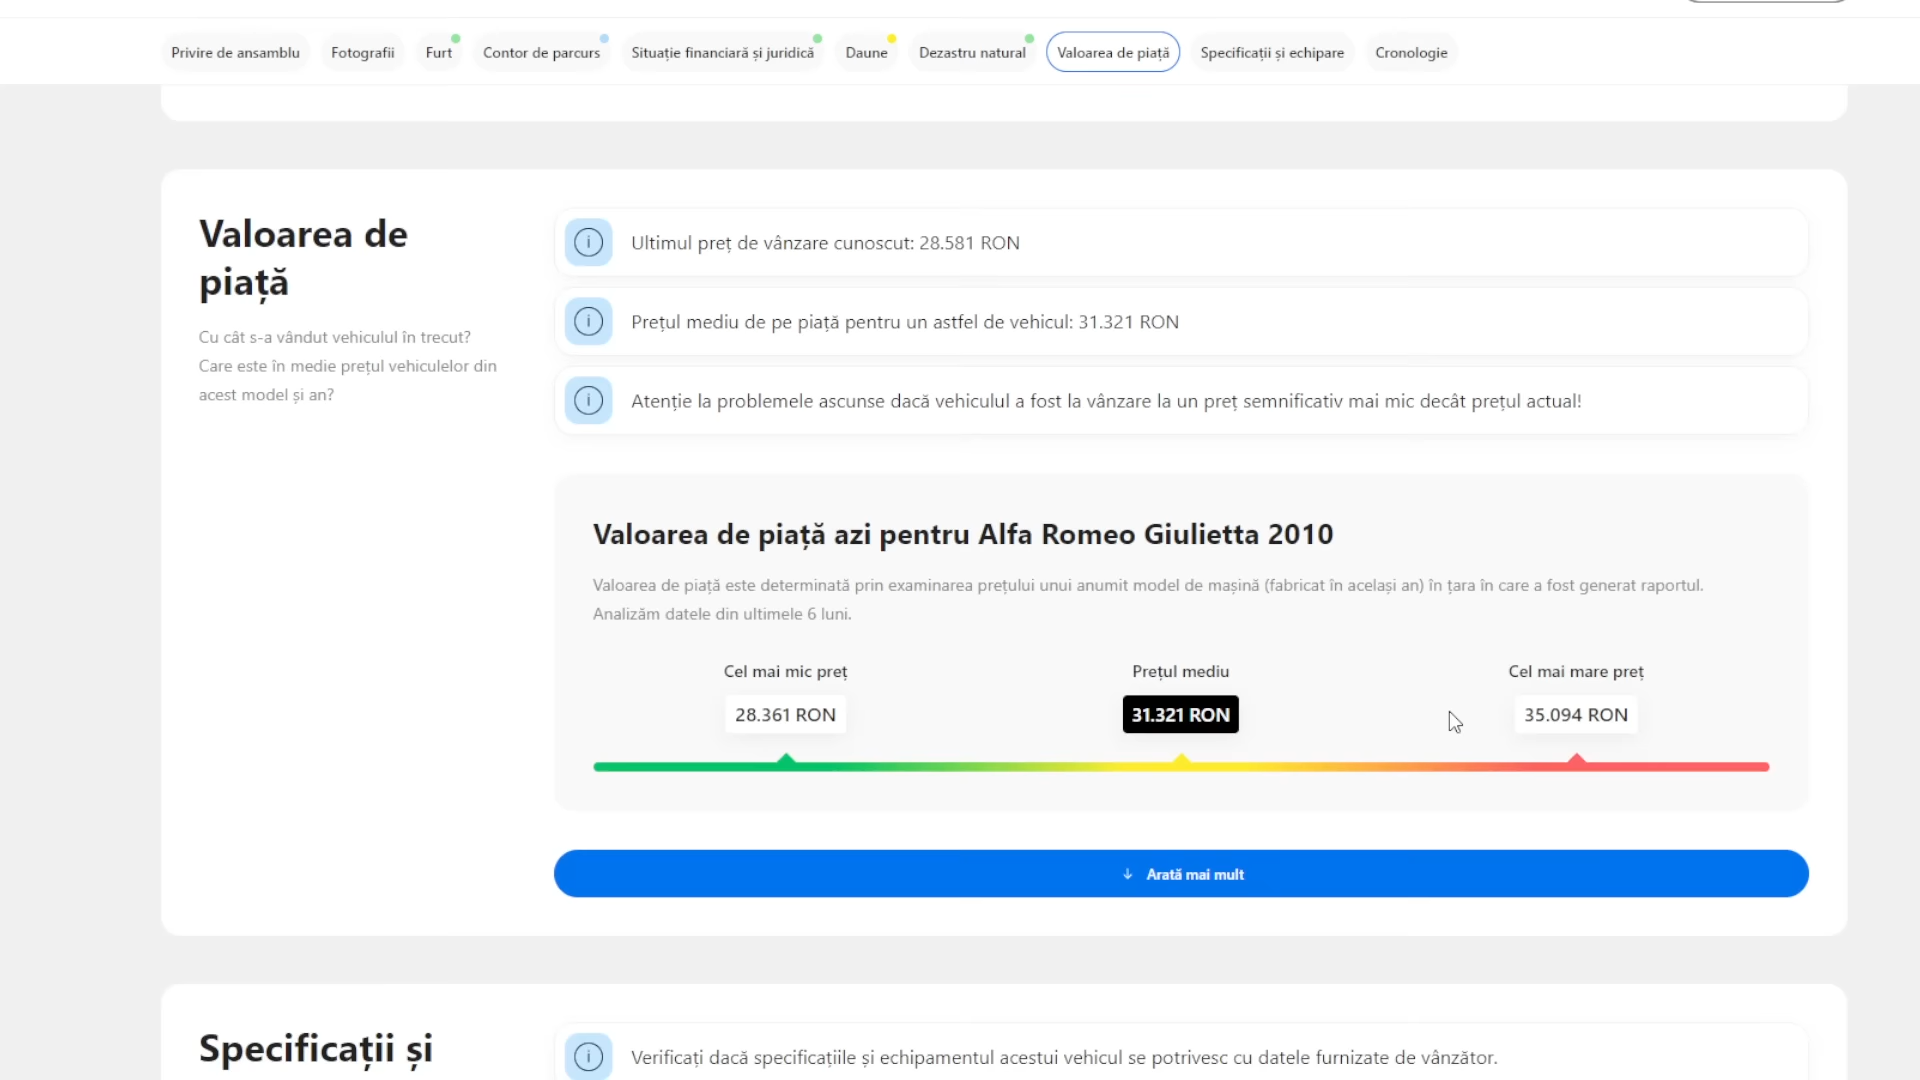 Privire de ansamblu
Fotografii
Furt
Contor de parcurs
Situație financiară și juridică
Daune
Dezastru natural
Valoarea de piață
Specificații și echipare
Cronologie
Valoarea de
piață
Cu cât s-a vândut vehiculul în trecut?
Care este în medie prețul vehiculelor din
acest model și an?
Ultimul preț de vânzare cunoscut: 28.581 RON
Prețul mediu de pe piață pentru un astfel de vehicul: 31.321 RON
Atenție la problemele ascunse dacă vehiculul a fost la vânzare la un preț semnificativ mai mic decât prețul actual!
Valoarea de piață azi pentru Alfa Romeo Giulietta 2010
Valoarea de piață este determinată prin examinarea prețului unui anumit model de mașină (fabricat în același an) în țara în care a fost generat raportul.
Analizăm datele din ultimele 6 luni.
Cel mai mic preț
28.361 RON
Prețul mediu
31.321 RON
Cel mai mare preț
35.094 RON
Arată mai mult
Specificații și
Verificați dacă specificațiile și echipamentul acestui vehicul se potrivesc cu datele furnizate de vânzător.